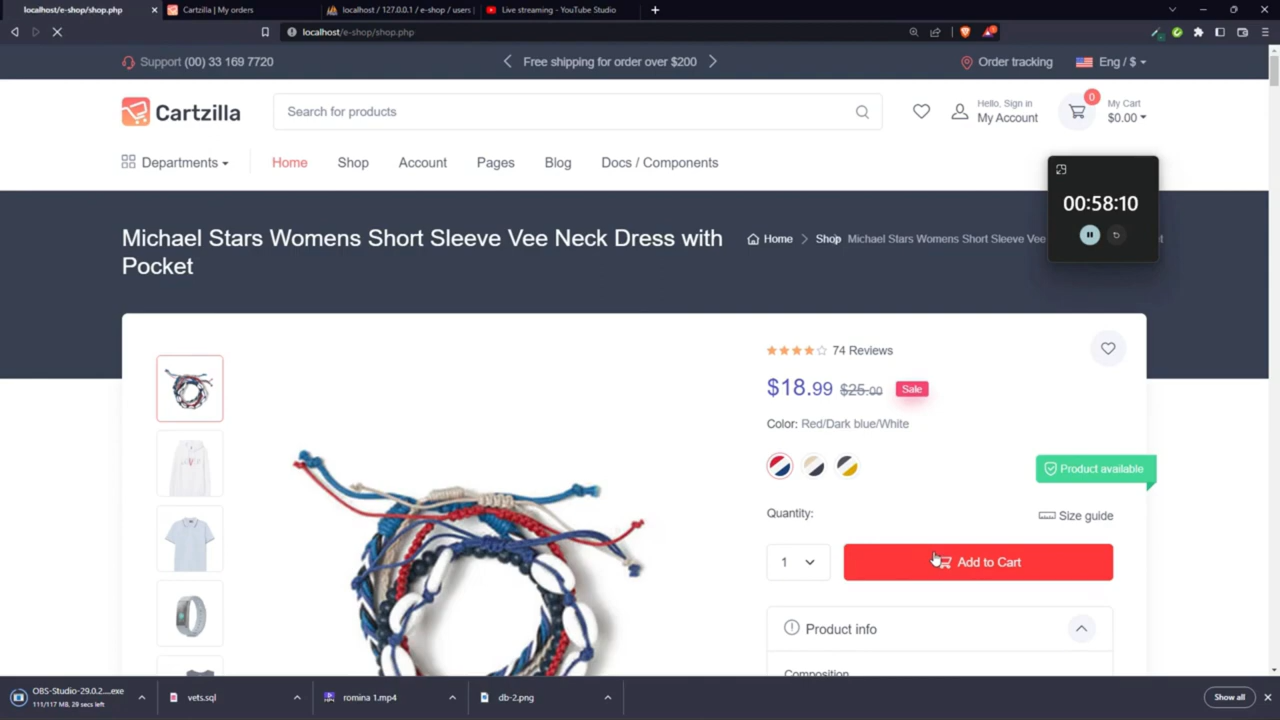 localhost/e-shop/shop.php
Cartzilla | My orders
localhost / 127.0.0.1 / e-shop / users |
Live streaming - YouTube Studio
localhost/e-shop/shop.php
Support (00) 33 169 7720
Free shipping for order over $200
Order tracking
Eng / $
Cartzilla
Search for products
Hello, Sign in
My Account
0
My Cart
$0.00
Departments
Home
Shop
Account
Pages
Blog
Docs / Components
00:58:10
Michael Stars Womens Short Sleeve Vee Neck Dress with
Pocket
Home
Shop
Michael Stars Womens Short Sleeve Vee
74 Reviews
$18.99 $25.00 Sale
Color: Red/Dark blue/White
Product available
Quantity:
Size guide
1
Add to Cart
Product info
Composition
OBS-Studio-29.0.2....exe
111/117 MB, 29 secs left
vets.sql
romina 1.mp4
db-2.png
Show all